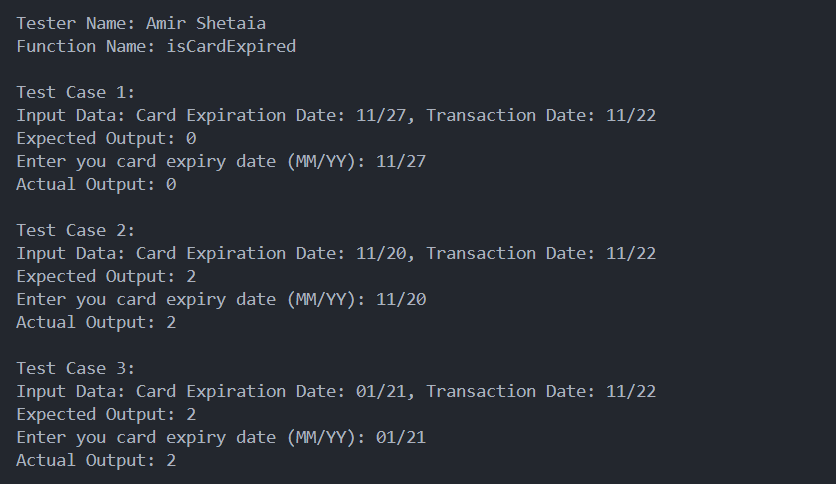 Tester Name: Amir Shetaia
Function Name: isCardExpired
Test Case 1:
Input Data: Card Expiration Date: 11/27, Transaction Date: 11/22
Expected Output: 0
Enter you card expiry date (MM/YY): 11/27
Actual Output: 0
Test Case 2:
Input Data: Card Expiration Date: 11/20, Transaction Date: 11/22
Expected Output: 2
Enter you card expiry date (MM/YY): 11/20
Actual Output: 2
Test Case 3:
Input Data: Card Expiration Date: 01/21, Transaction Date: 11/22
Expected Output: 2
Enter you card expiry date (MM/YY): 01/21
Actual Output: 2